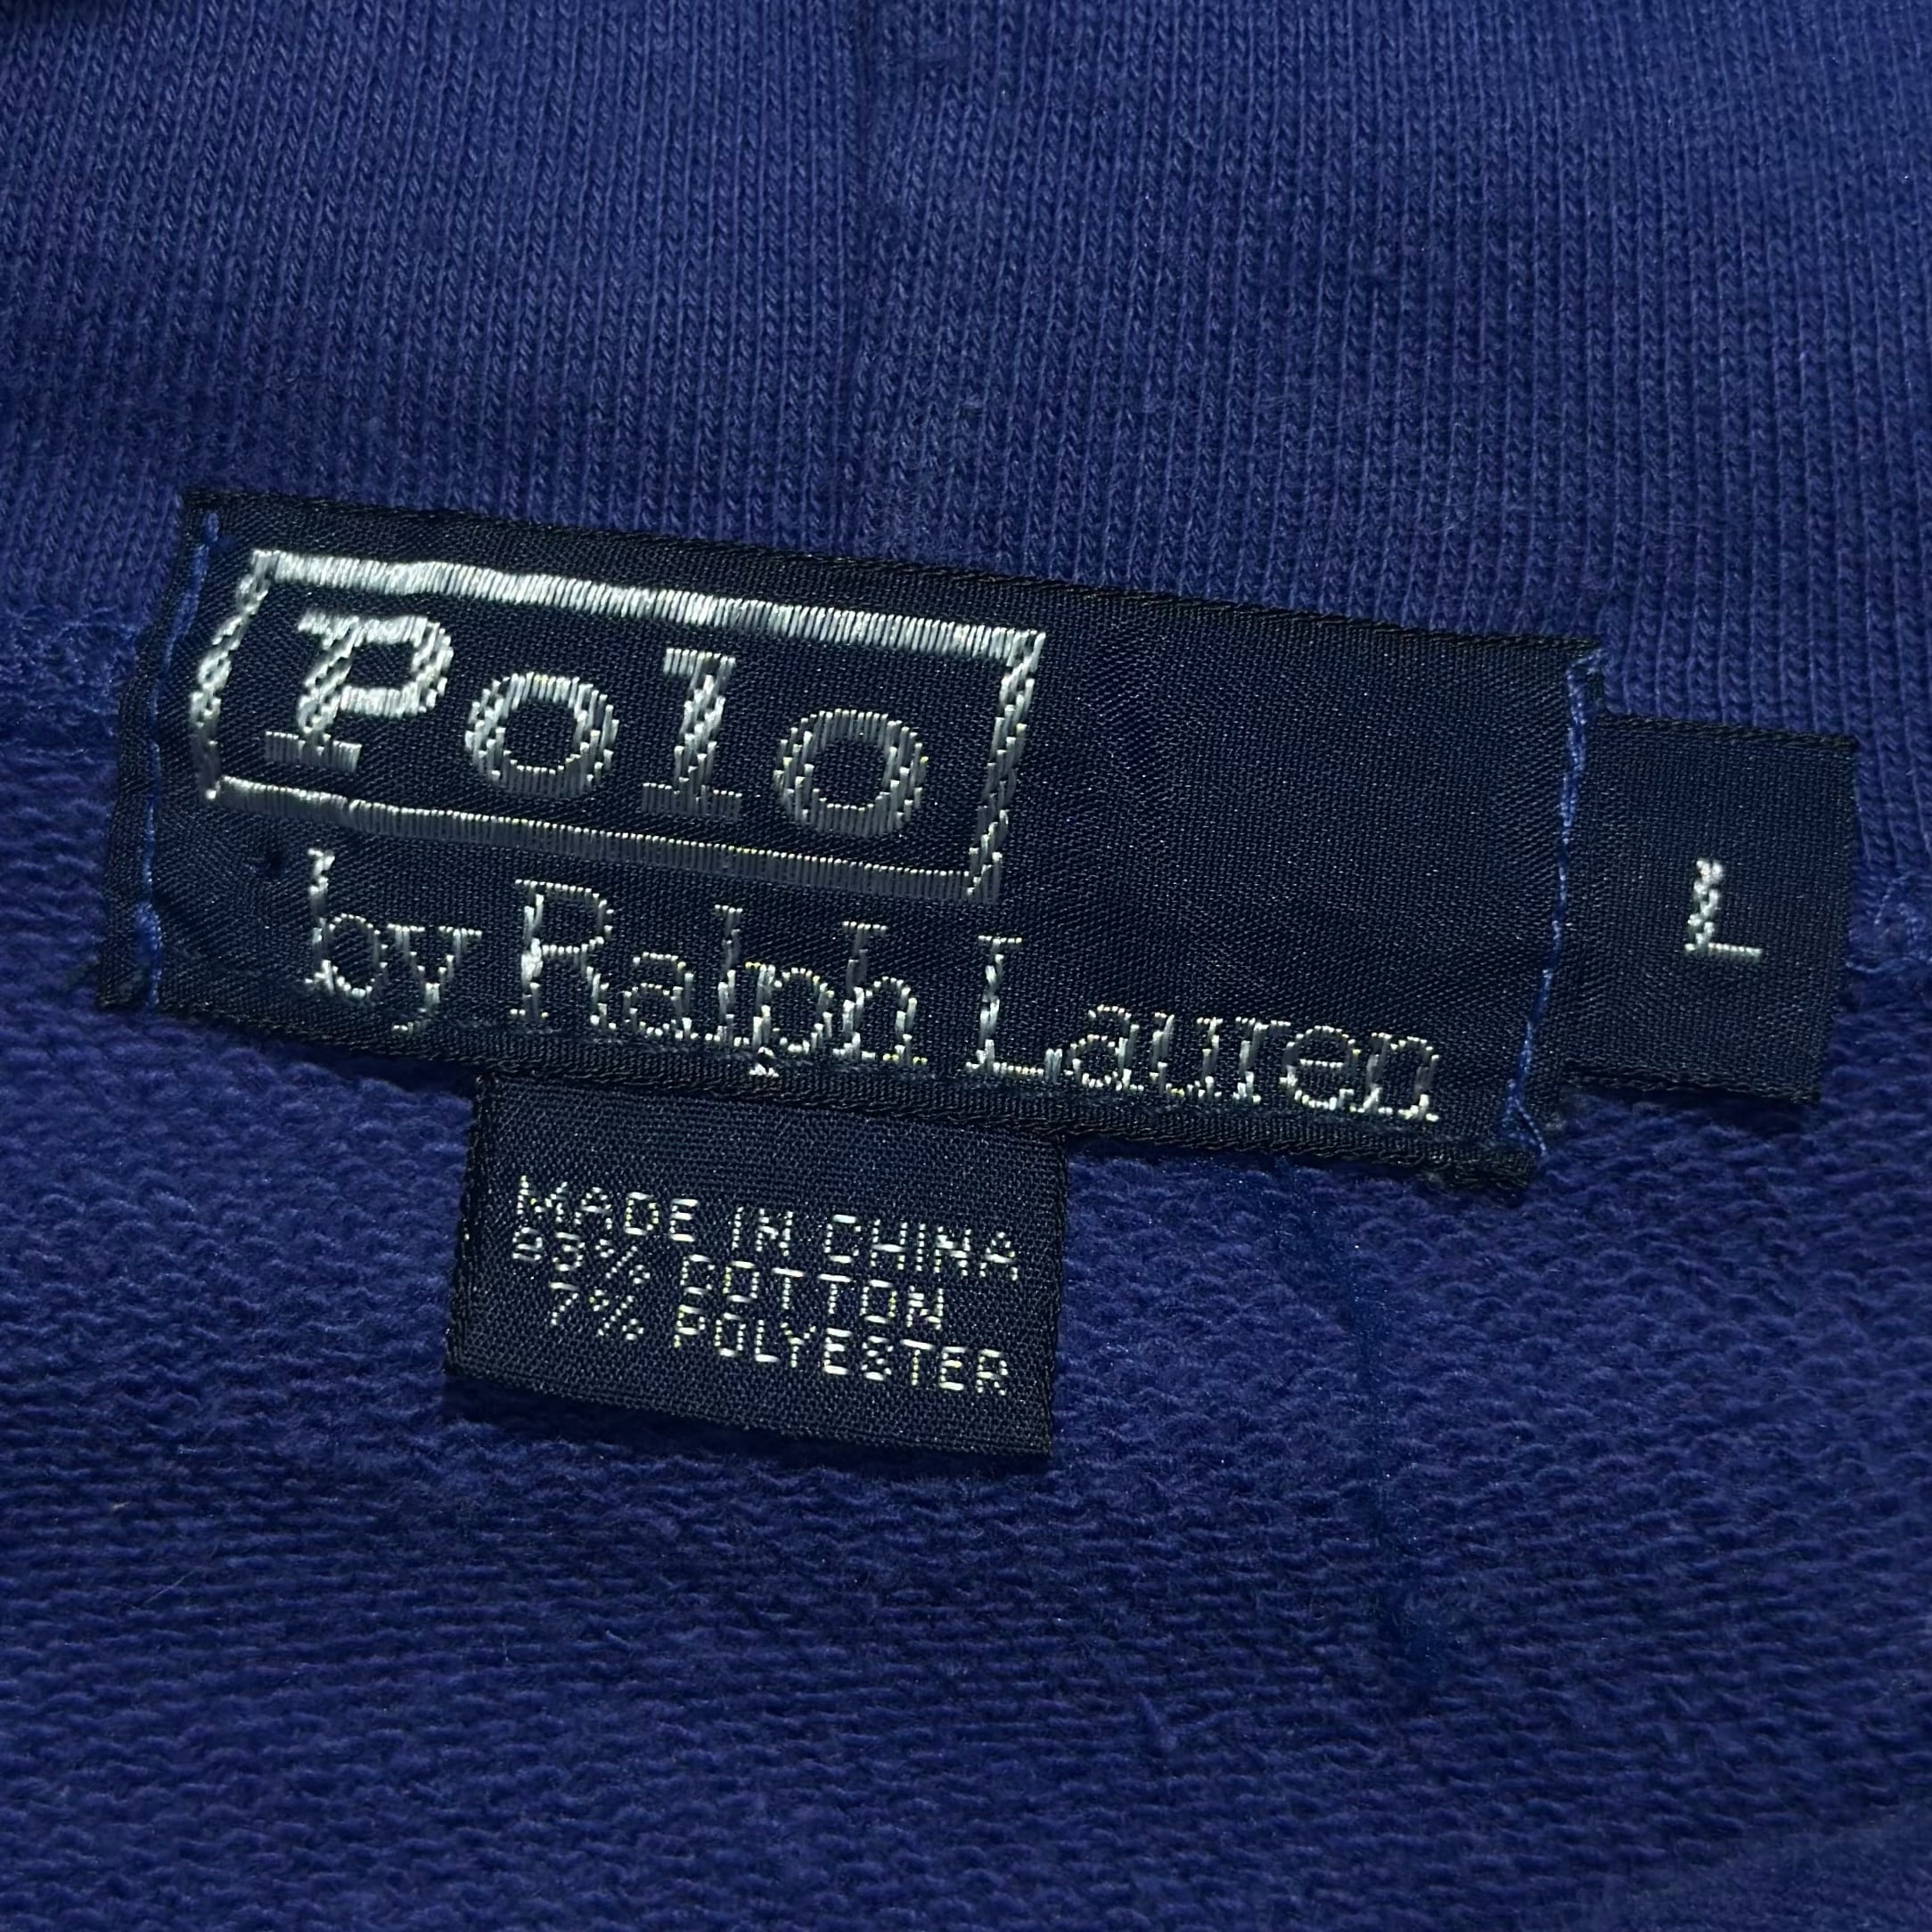 Polo
by Ralph Lauren
L
MADE IN CHINA
93% COTTON
7% POLYESTER